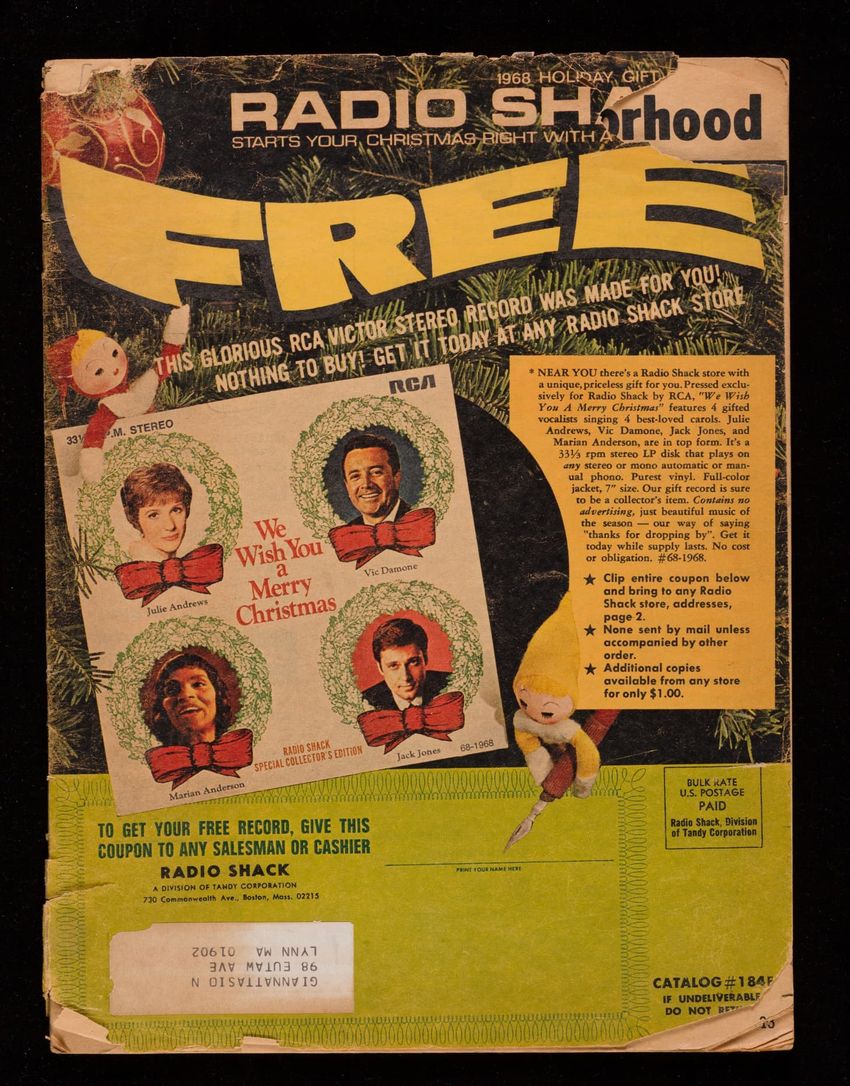 1968 HOLIDAY GIFT
RADIO SHA
orhood
STARTS YOUR CHRISTMAS RIGHT WITH A
FREE
THIS GLORIOUS RCA VICTOR STEREO RECORD WAS MADE FOR YOU!
NOTHING TO BUY! GET IT TODAY AT ANY RADIO SHACK STORE
RCA
33⅓ P.M. STEREO
We
Wish You
a
Merry
Christmas
Julie Andrews
Vic Damone
Marian Anderson
RADIO SHACK
SPECIAL COLLECTOR'S EDITION
Jack Jones
68-1968
* NEAR YOU there's a Radio Shack store with
a unique, priceless gift for you. Pressed exclu-
sively for Radio Shack by RCA, "We Wish
You A Merry Christmas" features 4 gifted
vocalists singing 4 best-loved carols. Julie
Andrews, Vic Damone, Jack Jones, and
Marian Anderson, are in top form. It's a
33⅓ rpm stereo LP disk that plays on
any stereo or mono automatic or man-
ual phono. Purest vinyl. Full-color
jacket, 7" size. Our gift record is sure
to be a collector's item. Contains no
advertising, just beautiful music of
the season — our way of saying
"thanks for dropping by". Get it
today while supply lasts. No cost
or obligation. #68-1968.
★ Clip entire coupon below
and bring to any Radio
Shack store, addresses,
page 2.
★ None sent by mail unless
accompanied by other
order.
★ Additional copies
available from any store
for only $1.00.
TO GET YOUR FREE RECORD, GIVE THIS
COUPON TO ANY SALESMAN OR CASHIER
RADIO SHACK
A DIVISION OF TANDY CORPORATION
730 Commonwealth Ave., Boston, Mass. 02215
PRINT YOUR NAME HERE
BULK RATE
U.S. POSTAGE
PAID
Radio Shack, Division
of Tandy Corporation
GIANNATTASIO N
98 EUTAW AVE
LYNN MA 01902
CATALOG #184
IF UNDELIVERABLE
DO NOT RET